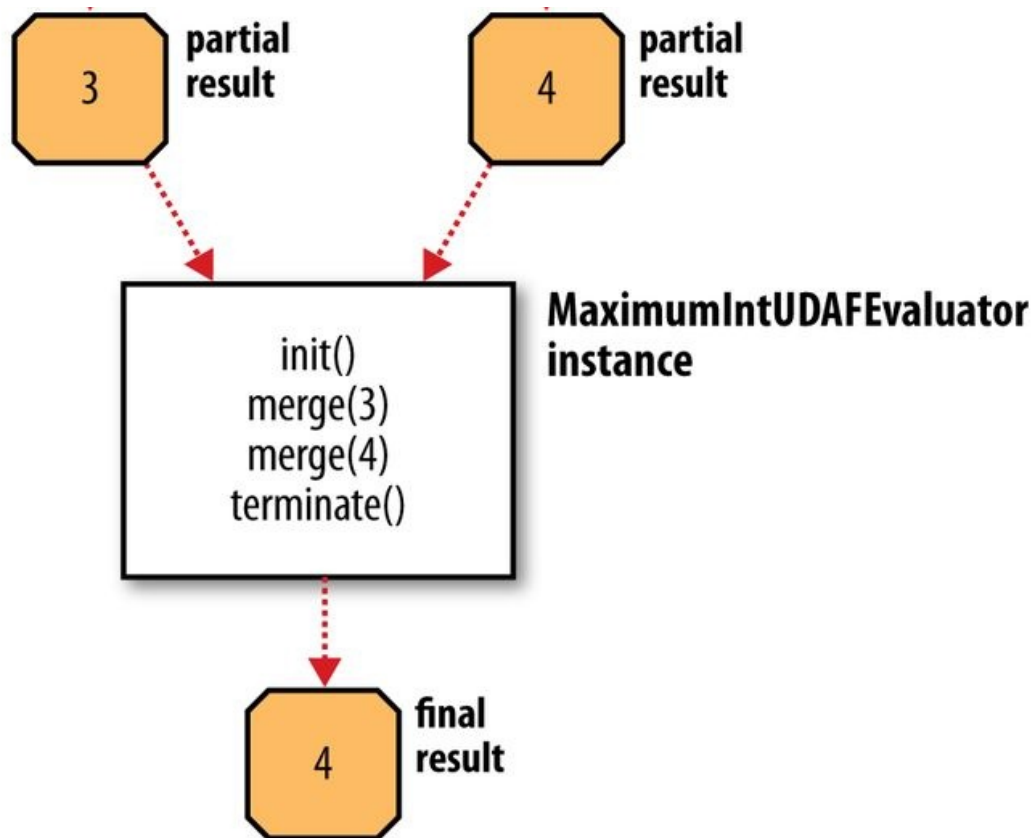 3
partial
result
4
partial
result
init()
merge(3)
merge(4)
terminate()
MaximumIntUDAFEvaluator
instance
4
final
result